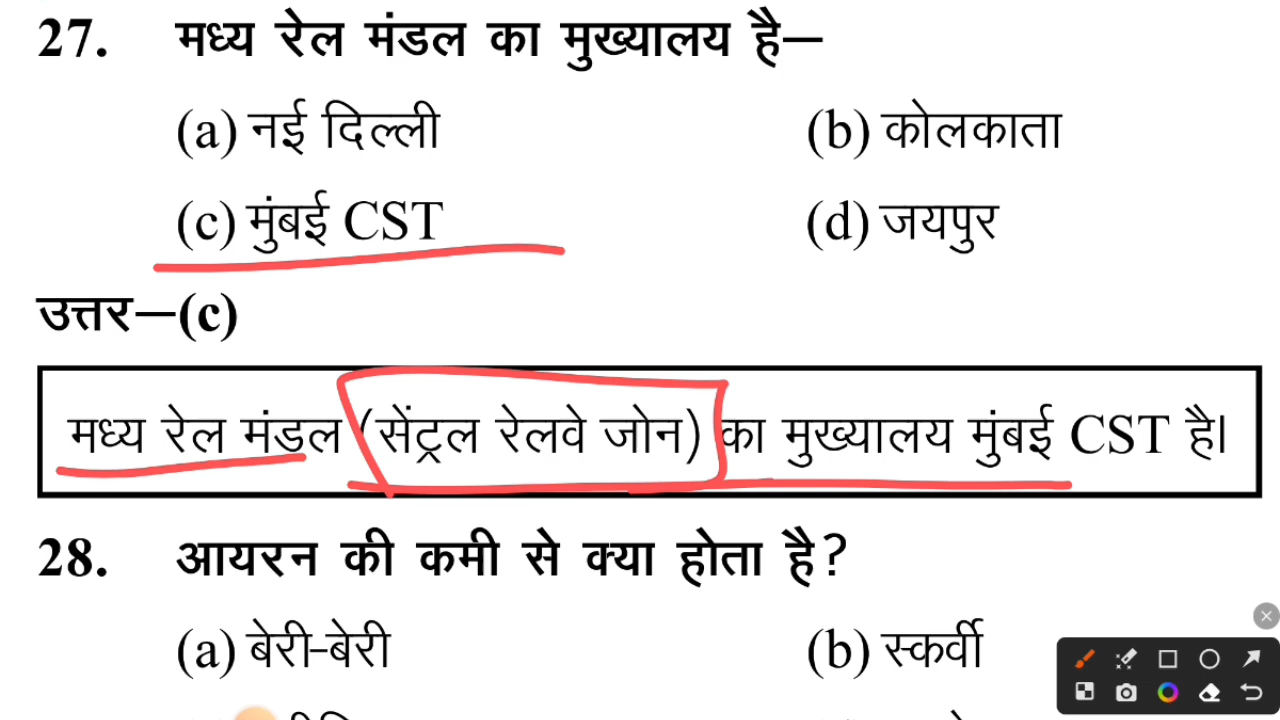 27. मध्य रेल मंडल का मुख्यालय है—
(a) नई दिल्ली (b) कोलकाता
(c) मुंबई CST (d) जयपुर
उत्तर—(c)
मध्य रेल मंडल (सेंट्रल रेलवे जोन) का मुख्यालय मुंबई CST है।
28. आयरन की कमी से क्या होता है?
(a) बेरी-बेरी (b) स्कर्वी